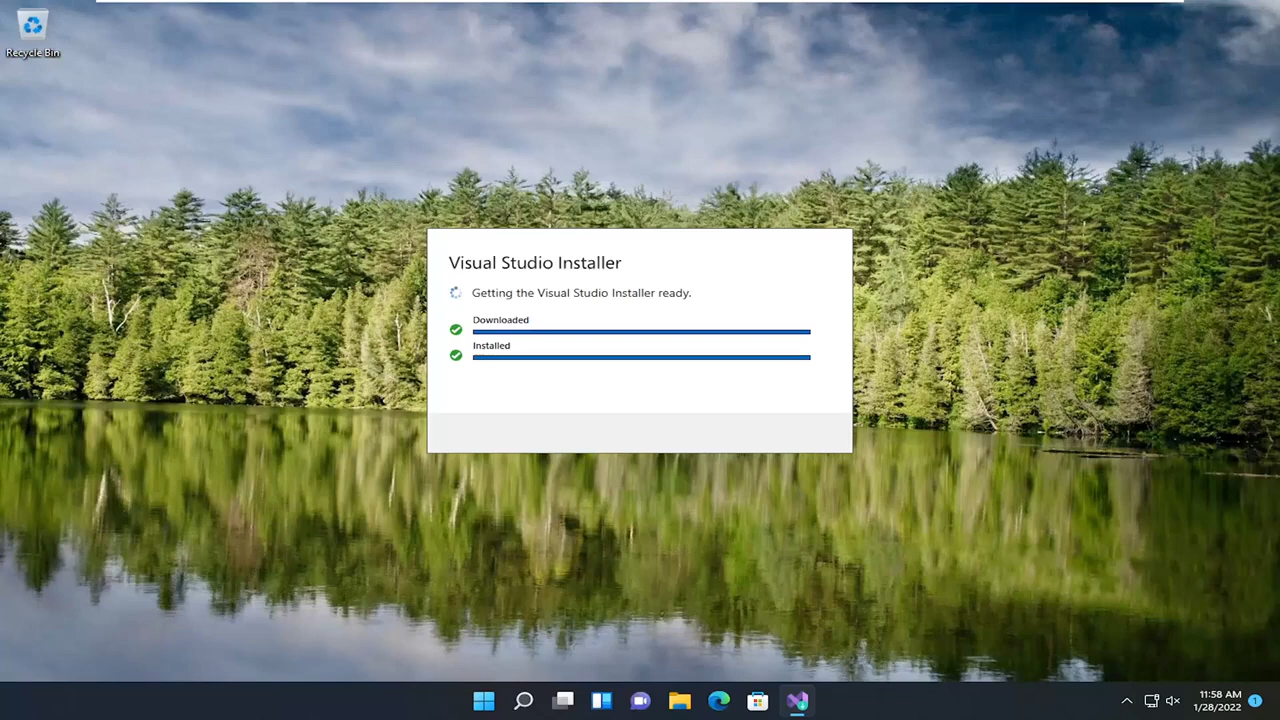 Recycle Bin
Visual Studio Installer
Getting the Visual Studio Installer ready.
Downloaded
Installed
11:58 AM
1/28/2022
1